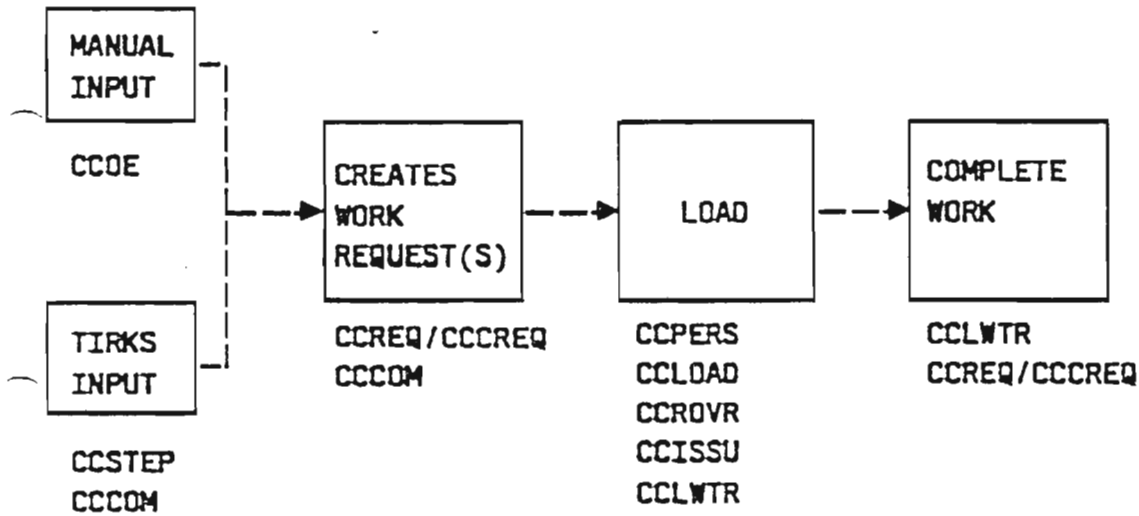 MANUAL
INPUT
CCOE
TIRKS
INPUT
CCSTEP
CCCOM
CREATES
WORK
REQUEST(S)
CCREQ/CCCREQ
CCCOM
LOAD
CCPERS
CCLOAD
CCROVR
CCISSU
CCLWTR
COMPLETE
WORK
CCLWTR
CCREQ/CCCREQ